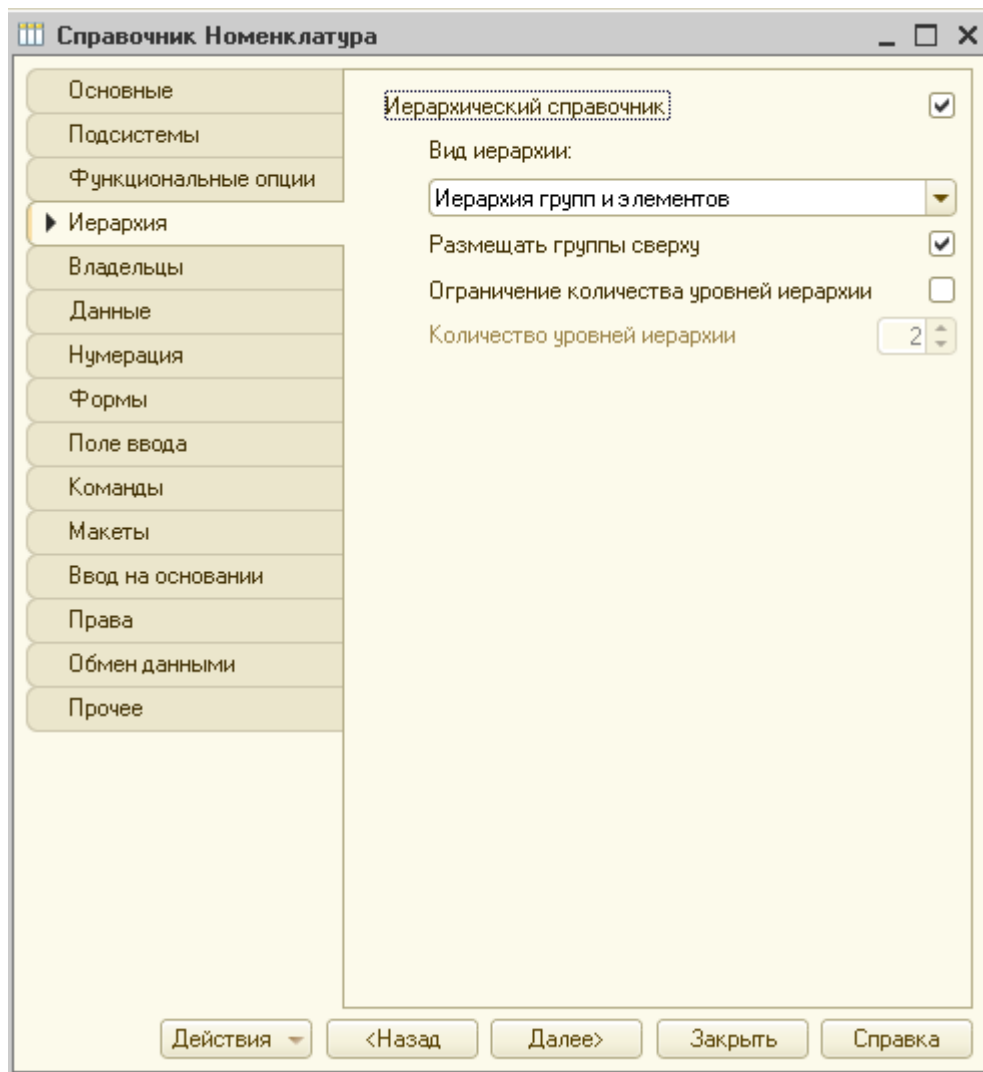 Справочник Номенклатура
Основные
Подсистемы
Функциональные опции
Иерархия
Владельцы
Данные
Нумерация
Формы
Поле ввода
Команды
Макеты
Ввод на основании
Права
Обмен данными
Прочее
Иерархический справочник
Вид иерархии:
Иерархия групп и элементов
Размещать группы сверху
Ограничение количества уровней иерархии
Количество уровней иерархии 2
Действия <Назад Далее> Закрыть Справка